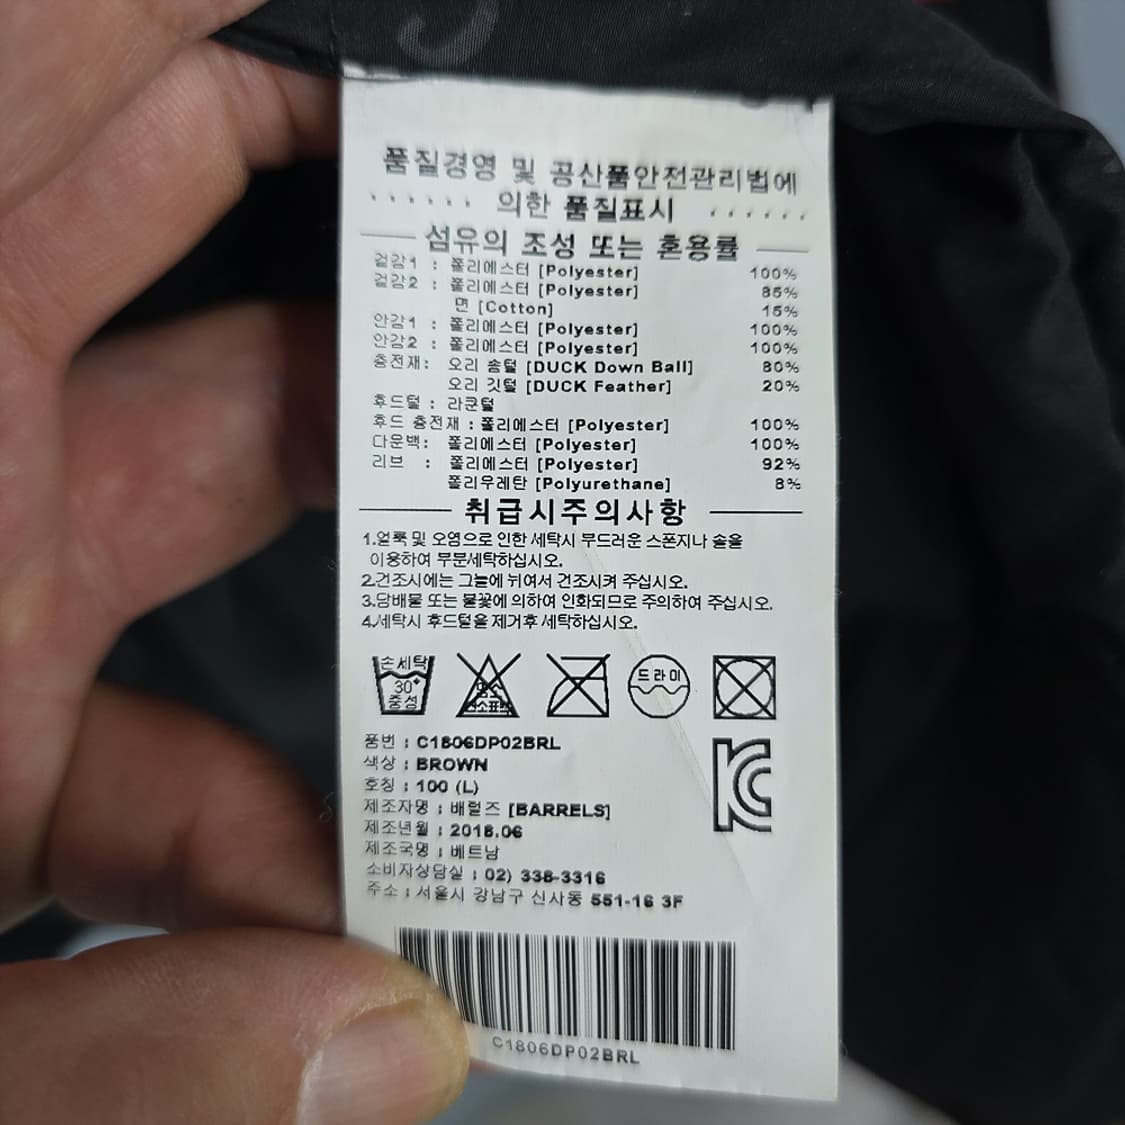 품질경영 및 공산품안전관리법에
의한 품질표시
섬유의 조성 또는 혼용률
겉감1 : 폴리에스터 [Polyester] 100%
겉감2 : 폴리에스터 [Polyester] 85%
면 [Cotton] 15%
안감1 : 폴리에스터 [Polyester] 100%
안감2 : 폴리에스터 [Polyester] 100%
충전재: 오리 솜털 [DUCK Down Ball] 80%
오리 깃털 [DUCK Feather] 20%
후드털 : 라쿤털
후드 충전재 : 폴리에스터 [Polyester] 100%
다운백: 폴리에스터 [Polyester] 100%
리브 : 폴리에스터 [Polyester] 92%
폴리우레탄 [Polyurethane] 8%
취급시주의사항
1.얼룩 및 오염으로 인한 세탁시 부드러운 스폰지나 솔을
이용하여 부분세탁하십시오.
2.건조시에는 그늘에 뉘여서 건조시켜 주십시오.
3.담배불 또는 불꽃에 의하여 인화되므로 주의하여 주십시오.
4.세탁시 후드털을 제거후 세탁하십시오.
손세탁
30°
중성
염소
드라이
품번 : C1806DP02BRL
색상 : BROWN
호칭 : 100 (L)
제조자명 : 배럴즈 [BARRELS]
제조년월 : 2018.06
제조국명 : 베트남
소비자상담실 : 02) 338-3316
주소 : 서울시 강남구 신사동 551-16 3F
C1806DP02BRL